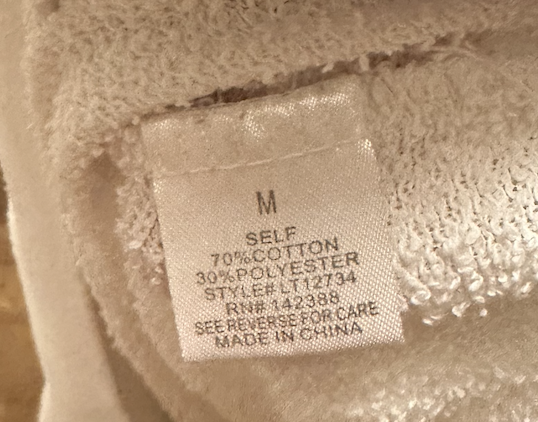 M
SELF
70%COTTON
30%POLYESTER
STYLE# LT12734
RN# 142388
SEE REVERSE FOR CARE
MADE IN CHINA